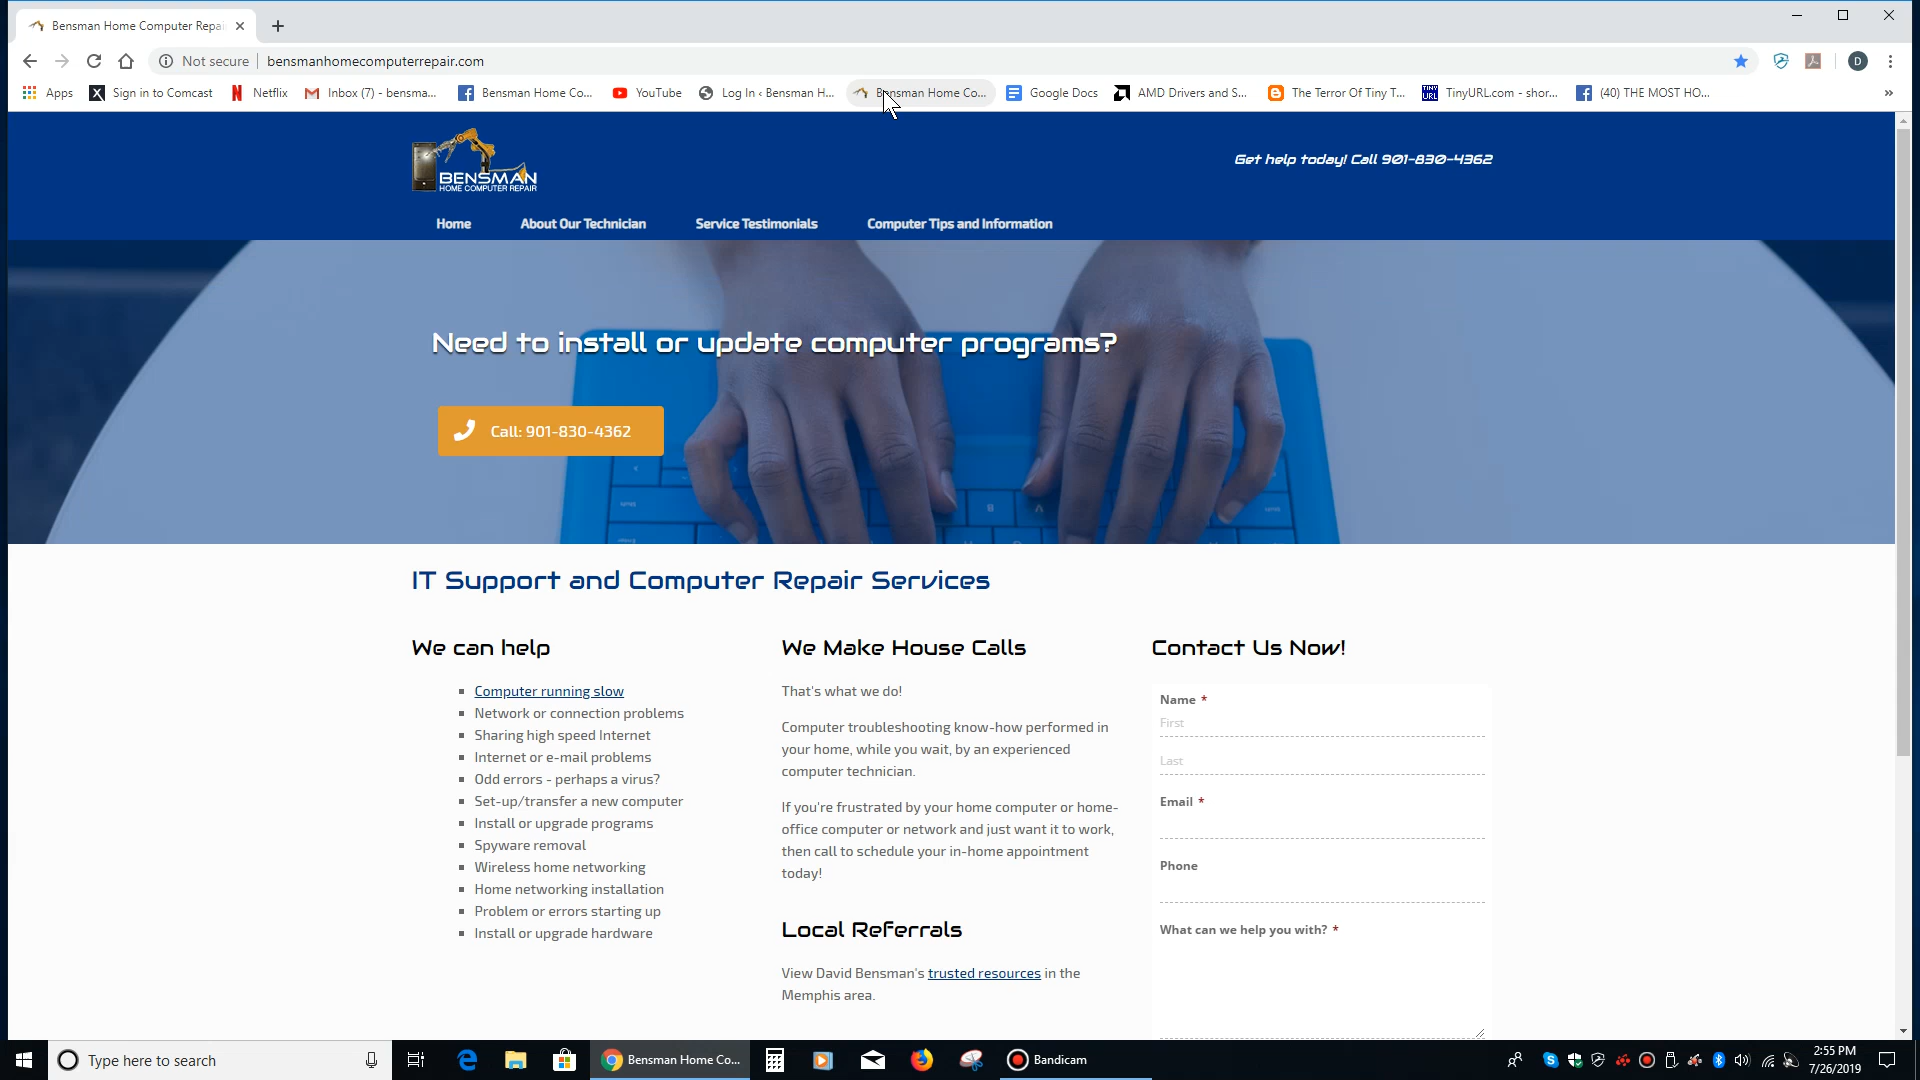 Bensman Home Computer Repai
Not secure
bensmanhomecomputerrepair.com
D
Apps
Sign in to Comcast
Netflix
Inbox (7) - bensma...
Bensman Home Co...
YouTube
Log In ‹ Bensman H...
Bensman Home Co...
Google Docs
AMD Drivers and S...
The Terror Of Tiny T...
TinyURL.com - shor...
(40) THE MOST HO...
BENSMAN
HOME COMPUTER REPAIR
Get help today! Call 901-830-4362
Home
About Our Technician
Service Testimonials
Computer Tips and Information
Need to install or update computer programs?
Call: 901-830-4362
IT Support and Computer Repair Services
We can help
Computer running slow
Network or connection problems
Sharing high speed Internet
Internet or e-mail problems
Odd errors - perhaps a virus?
Set-up/transfer a new computer
Install or upgrade programs
Spyware removal
Wireless home networking
Home networking installation
Problem or errors starting up
Install or upgrade hardware
We Make House Calls
That's what we do!
Computer troubleshooting know-how performed in
your home, while you wait, by an experienced
computer technician.
If you're frustrated by your home computer or home-
office computer or network and just want it to work,
then call to schedule your in-home appointment
today!
Local Referrals
View David Bensman's trusted resources in the
Memphis area.
Contact Us Now!
Name *
First
Last
Email *
Phone
What can we help you with? *
Type here to search
Bensman Home Co...
Bandicam
2:55 PM
7/26/2019